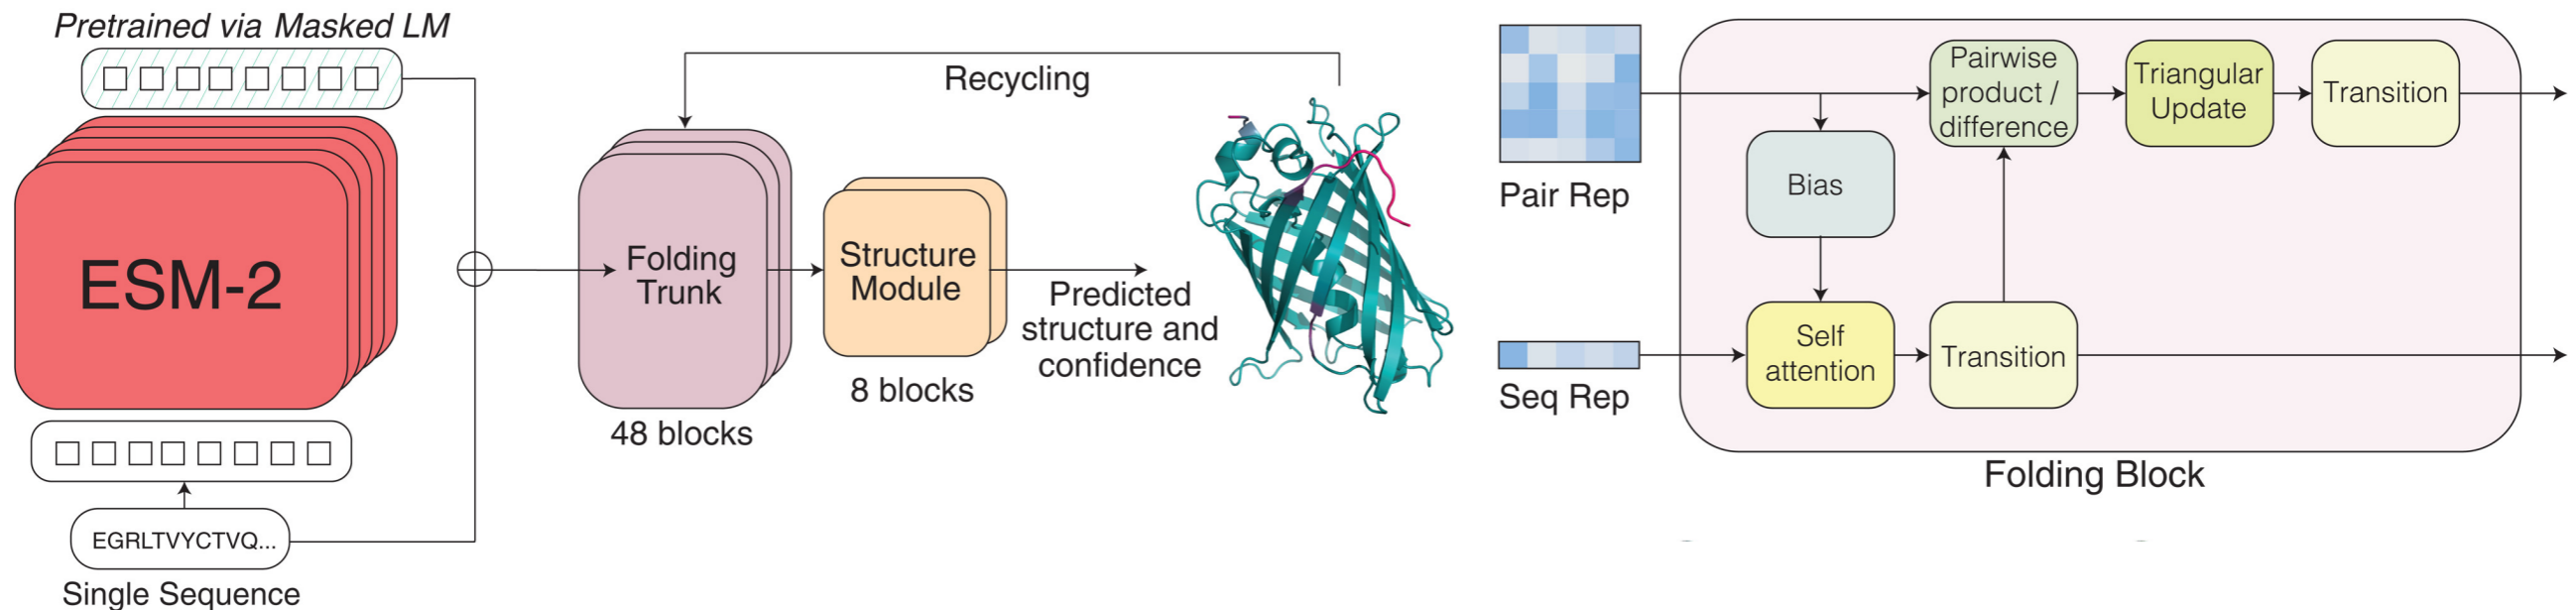 Pretrained via Masked LM
ESM-2
EGRLTVYCTVQ...
Single Sequence
Recycling
Folding
Trunk
48 blocks
Structure
Module
8 blocks
Predicted
structure and
confidence
Pair Rep
Seq Rep
Bias
Self
attention
Transition
Pairwise
product /
difference
Triangular
Update
Transition
Folding Block